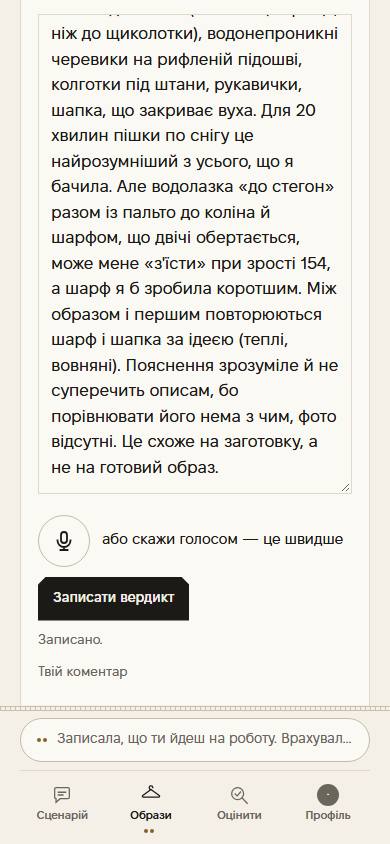 ніж до щиколотки), водонепроникні
черевики на рифленій підошві,
колготки під штани, рукавички,
шапка, що закриває вуха. Для 20
хвилин пішки по снігу це
найрозумніший з усього, що я
бачила. Але водолазка «до стегон»
разом із пальто до коліна й
шарфом, що двічі обертається,
може мене «з'їсти» при зрості 154,
а шарф я б зробила коротшим. Між
образом і першим повторюються
шарф і шапка за ідеєю (теплі,
вовняні). Пояснення зрозуміле й не
суперечить описам, бо
порівнювати його нема з чим, фото
відсутні. Це схоже на заготовку, а
не на готовий образ.
або скажи голосом — це швидше
Записати вердикт
Записано.
Твій коментар
Записала, що ти йдеш на роботу. Врахувал...
Сценарій
Образи
Оцінити
Профіль